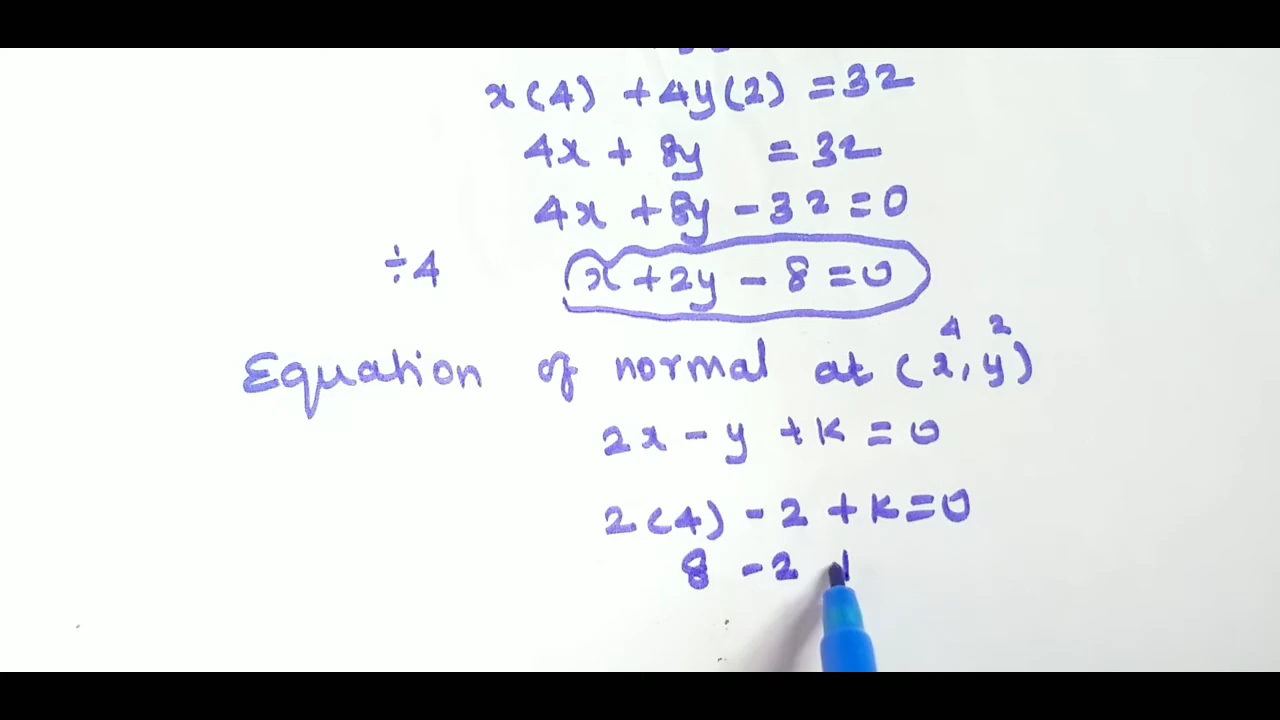 x(4) +4y(2) =32
4x + 8y = 32
4x +8y -32 =0
÷4 x +2y - 8 =0
Equation of normal at (x, y)
4 2
2x - y + k = 0
2(4) - 2 + k=0
8 -2